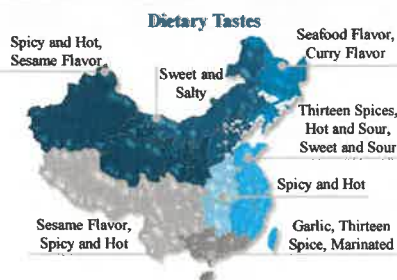 Dietary Tastes
Spicy and Hot,
Sesame Flavor
Sweet and
Salty
Seafood Flavor,
Curry Flavor
Thirteen Spices,
Hot and Sour,
Sweet and Sour
Spicy and Hot
Sesame Flavor,
Spicy and Hot
Garlic, Thirteen
Spice, Marinated